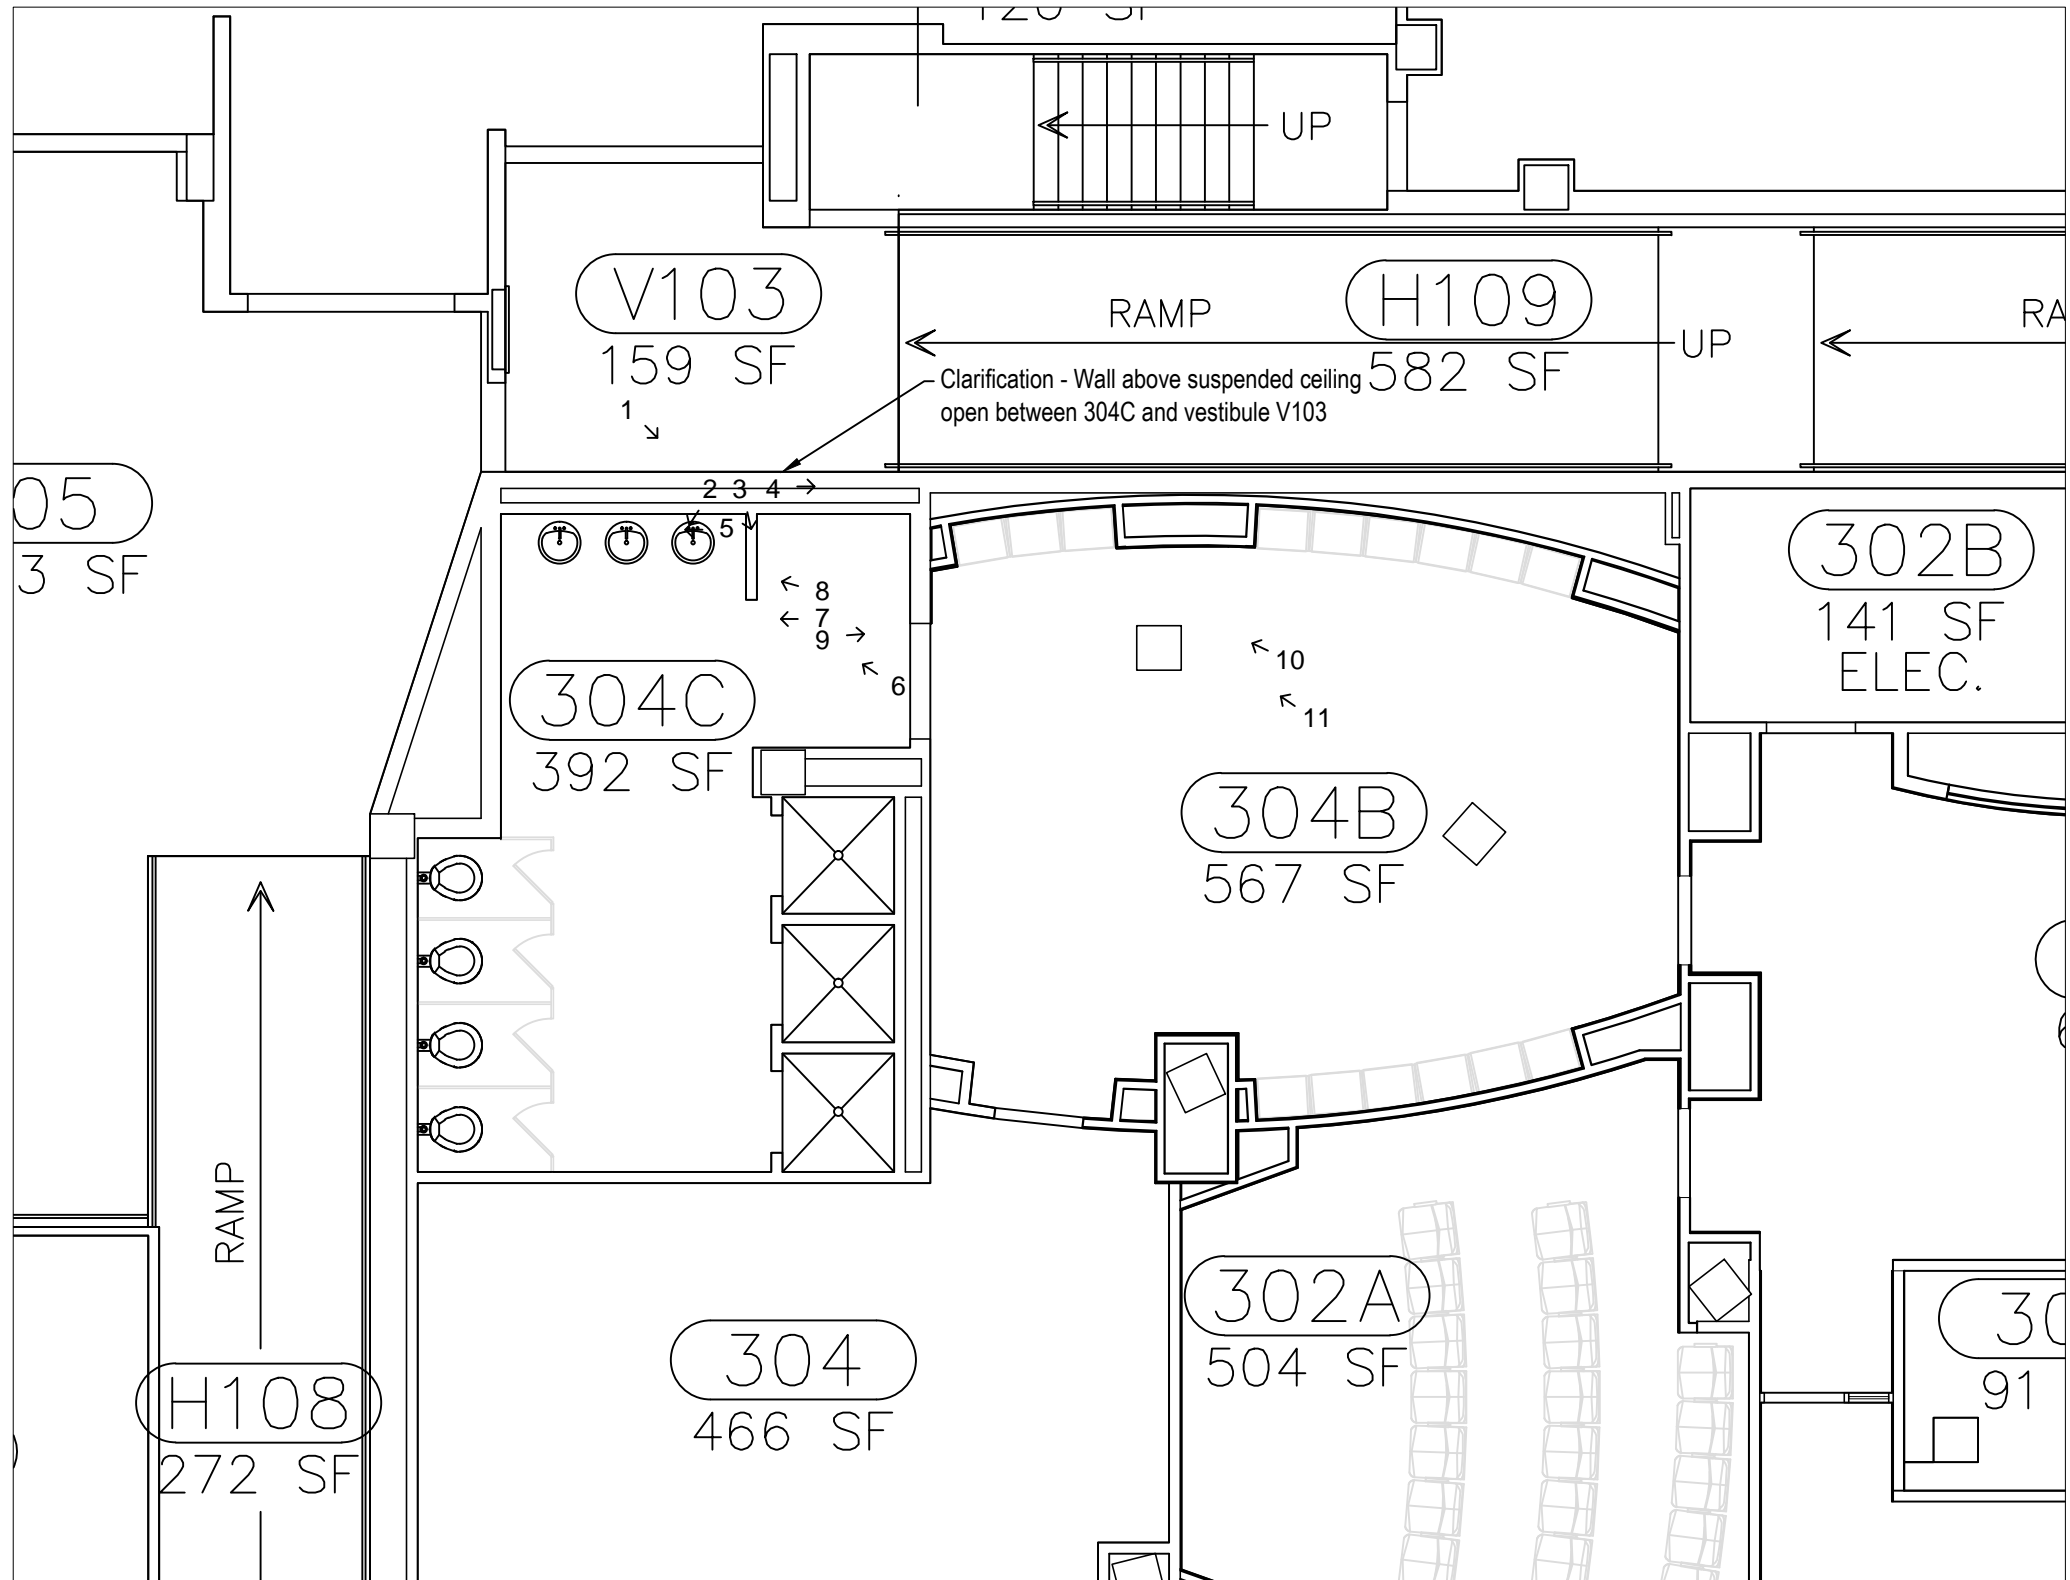 UP
V103
159 SF
RAMP
H109
582 SF
UP
Clarification - Wall above suspended ceiling
open between 304C and vestibule V103
1
2 3 4
5
05
3 SF
302B
141 SF
ELEC.
8
7
9
6
10
11
304C
392 SF
304B
567 SF
RAMP
302A
504 SF
304
466 SF
H108
272 SF
91